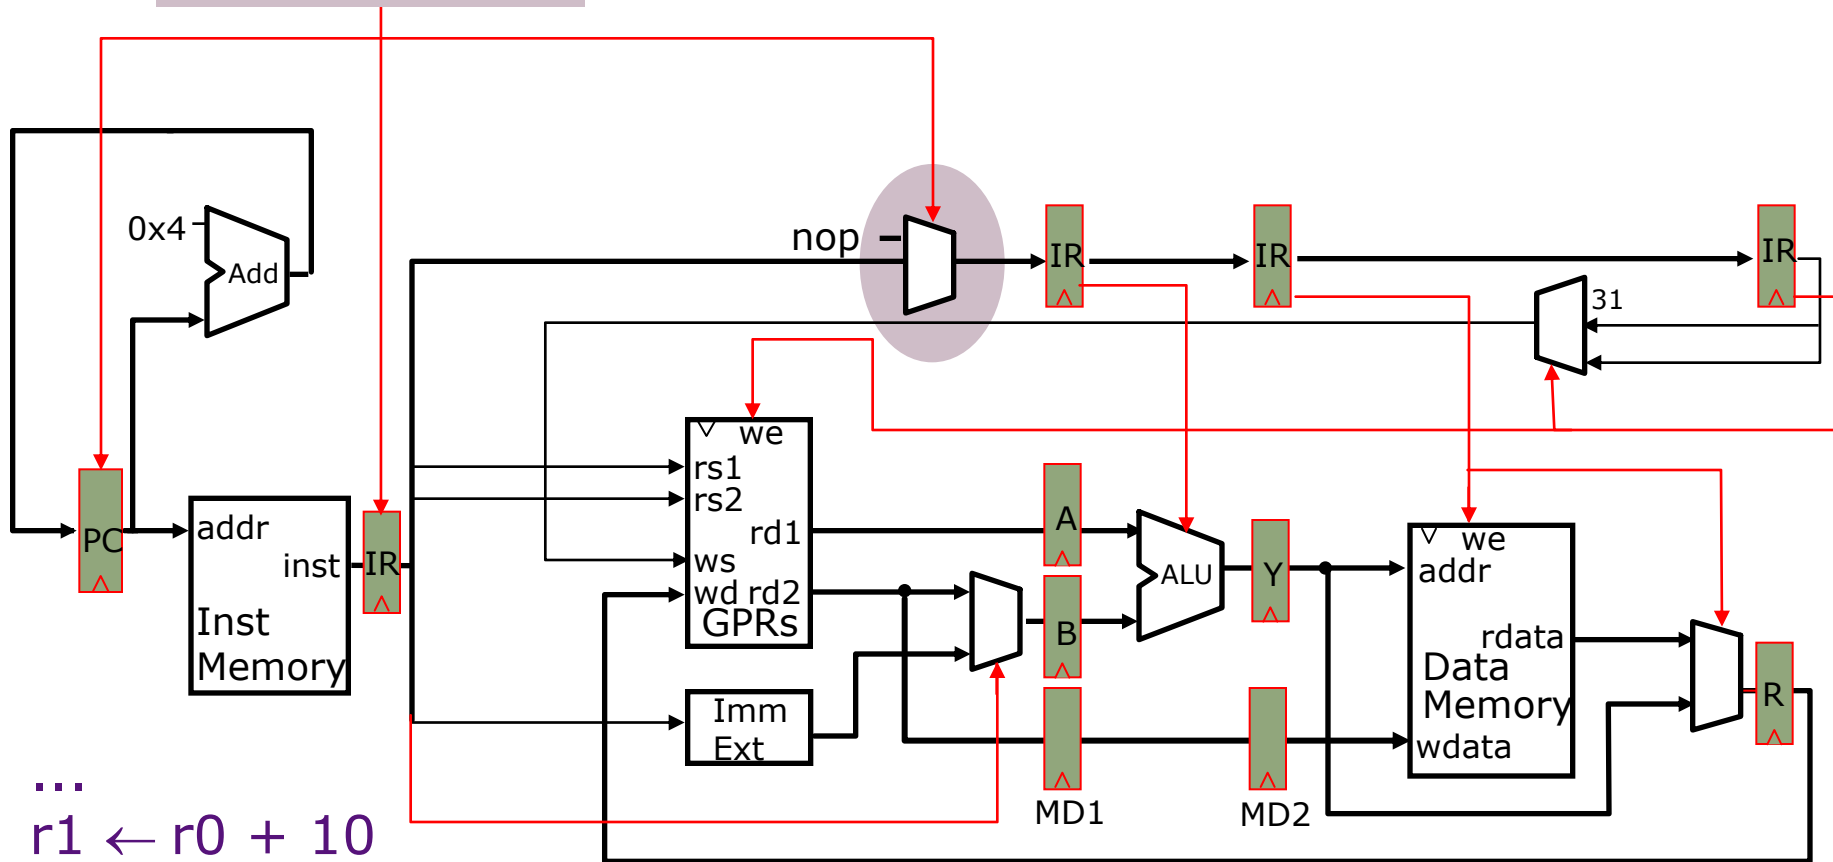 0x4
Add
nop
IR
IR
IR
31
we
rs1
rs2
rd1
ws
wd rd2
GPRs
PC
addr
inst
Inst
Memory
IR
A
B
ALU
Y
we
addr
rdata
Data
Memory
wdata
R
Imm
Ext
MD1
MD2
...
r1 ← r0 + 10